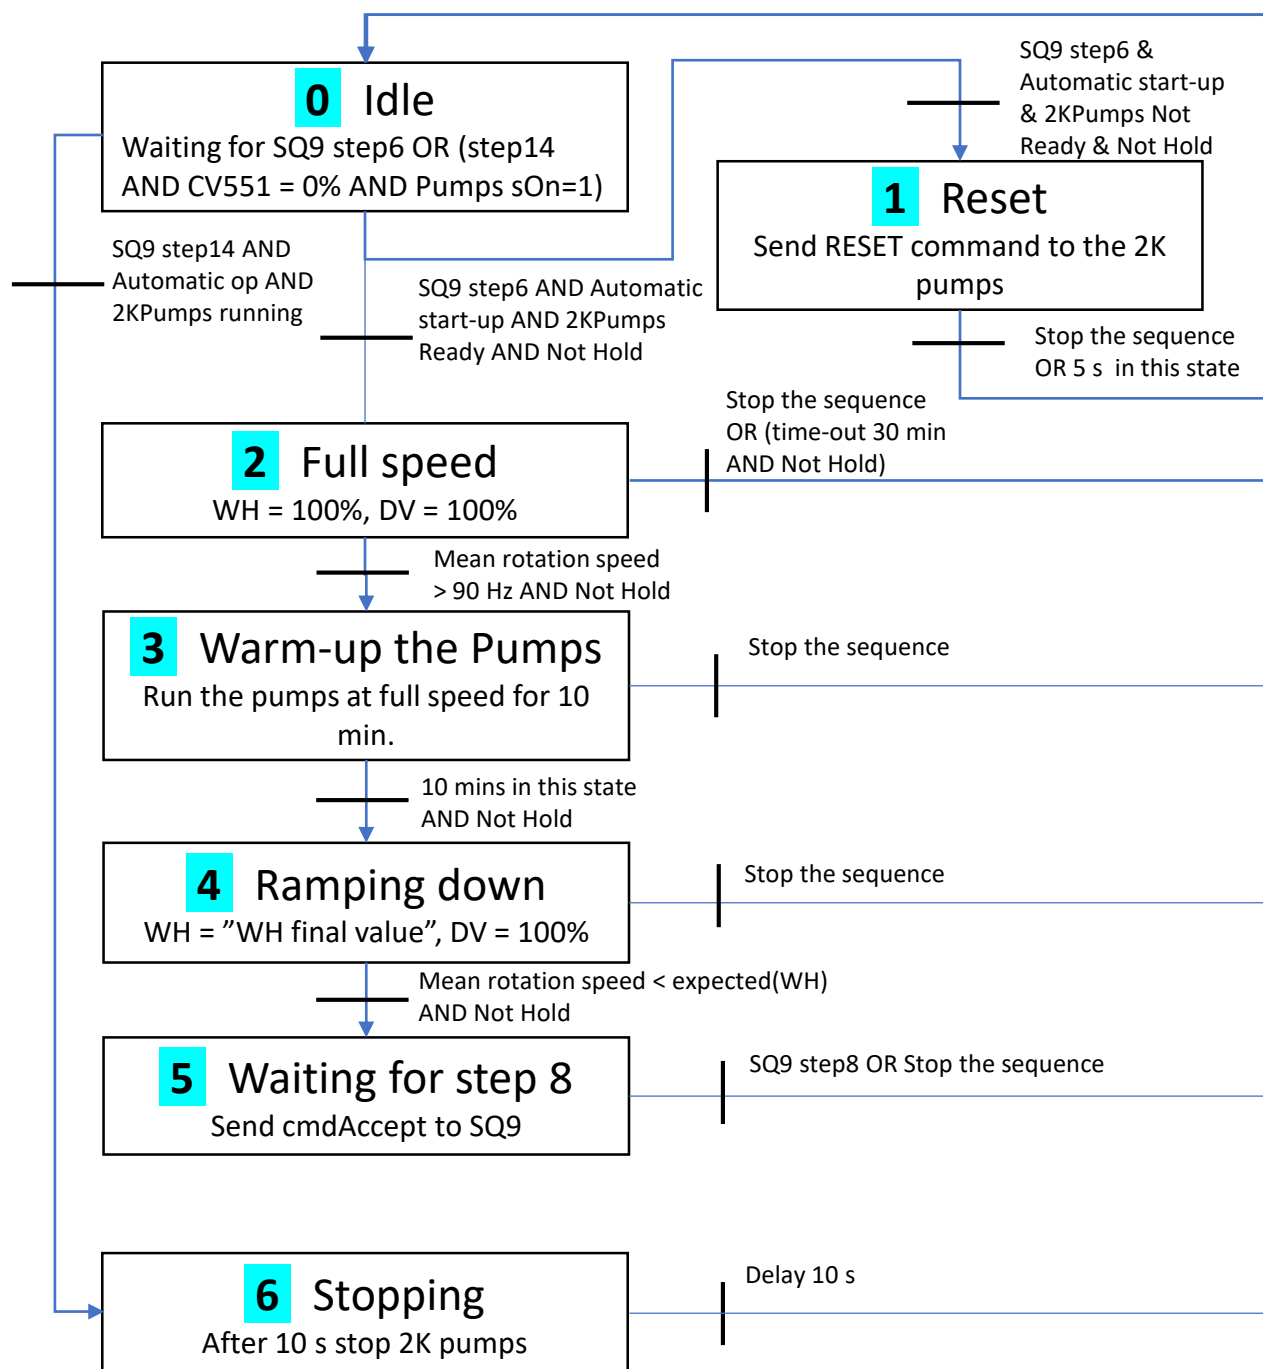 0 Idle
Waiting for SQ9 step6 OR (step14
AND CV551 = 0% AND Pumps sOn=1)
SQ9 step6 &
Automatic start-up
& 2KPumps Not
Ready & Not Hold
1 Reset
Send RESET command to the 2K
pumps
SQ9 step14 AND
Automatic op AND
2KPumps running
SQ9 step6 AND Automatic
start-up AND 2KPumps
Ready AND Not Hold
Stop the sequence
OR 5 s  in this state
Stop the sequence
OR (time-out 30 min
AND Not Hold)
2 Full speed
WH = 100%, DV = 100%
Mean rotation speed
> 90 Hz AND Not Hold
3 Warm-up the Pumps
Run the pumps at full speed for 10
min.
Stop the sequence
10 mins in this state
AND Not Hold
4 Ramping down
WH = ”WH final value”, DV = 100%
Stop the sequence
Mean rotation speed < expected(WH)
AND Not Hold
5 Waiting for step 8
Send cmdAccept to SQ9
SQ9 step8 OR Stop the sequence
6 Stopping
After 10 s stop 2K pumps
Delay 10 s